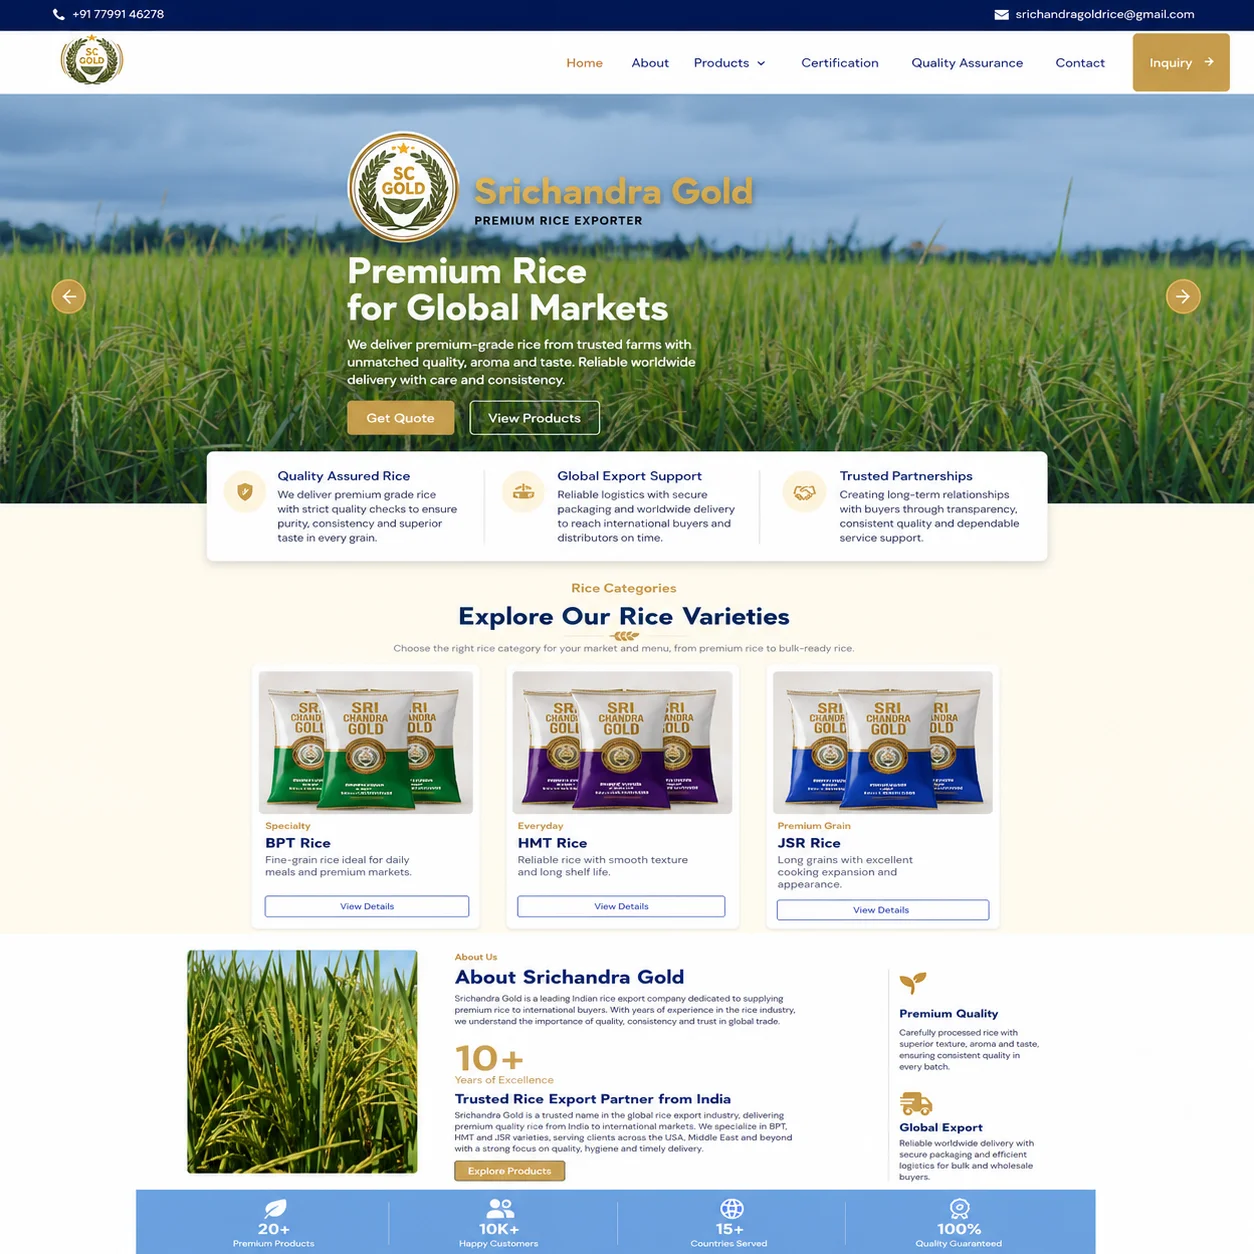 +91 77991 46278
srichandragoldrice@gmail.com
SC
GOLD
Home
About
Products
Certification
Quality Assurance
Contact
Inquiry
SC
GOLD
Srichandra Gold
PREMIUM RICE EXPORTER
Premium Rice
for Global Markets
We deliver premium-grade rice from trusted farms with
unmatched quality, aroma and taste. Reliable worldwide
delivery with care and consistency.
Get Quote
View Products
Quality Assured Rice
We deliver premium grade rice
with strict quality checks to ensure
purity, consistency and superior
taste in every grain.
Global Export Support
Reliable logistics with secure
packaging and worldwide delivery
to reach international buyers and
distributors on time.
Trusted Partnerships
Creating long-term relationships
with buyers through transparency,
consistent quality and dependable
service support.
Rice Categories
Explore Our Rice Varieties
Choose the right rice category for your market and menu, from premium rice to bulk-ready rice.
SRI
CHANDRA
GOLD
Specialty
BPT Rice
Fine-grain rice ideal for daily
meals and premium markets.
View Details
SRI
CHANDRA
GOLD
Everyday
HMT Rice
Reliable rice with smooth texture
and long shelf life.
View Details
SRI
CHANDRA
GOLD
Premium Grain
JSR Rice
Long grains with excellent
cooking expansion and
appearance.
View Details
About Us
About Srichandra Gold
Srichandra Gold is a leading Indian rice export company dedicated to supplying
premium rice to international buyers. With years of experience in the rice industry,
we understand the importance of quality, consistency and trust in global trade.
10+
Years of Excellence
Trusted Rice Export Partner from India
Srichandra Gold is a trusted name in the global rice export industry, delivering
premium quality rice from India to international markets. We specialize in BPT,
HMT and JSR varieties, serving clients across the USA, Middle East and beyond
with a strong focus on quality, hygiene and timely delivery.
Explore Products
Premium Quality
Carefully processed rice with
superior texture, aroma and taste,
ensuring consistent quality in
every batch.
Global Export
Reliable worldwide delivery with
secure packaging and efficient
logistics for bulk and wholesale
buyers.
20+
Premium Products
10K+
Happy Customers
15+
Countries Served
100%
Quality Guaranteed